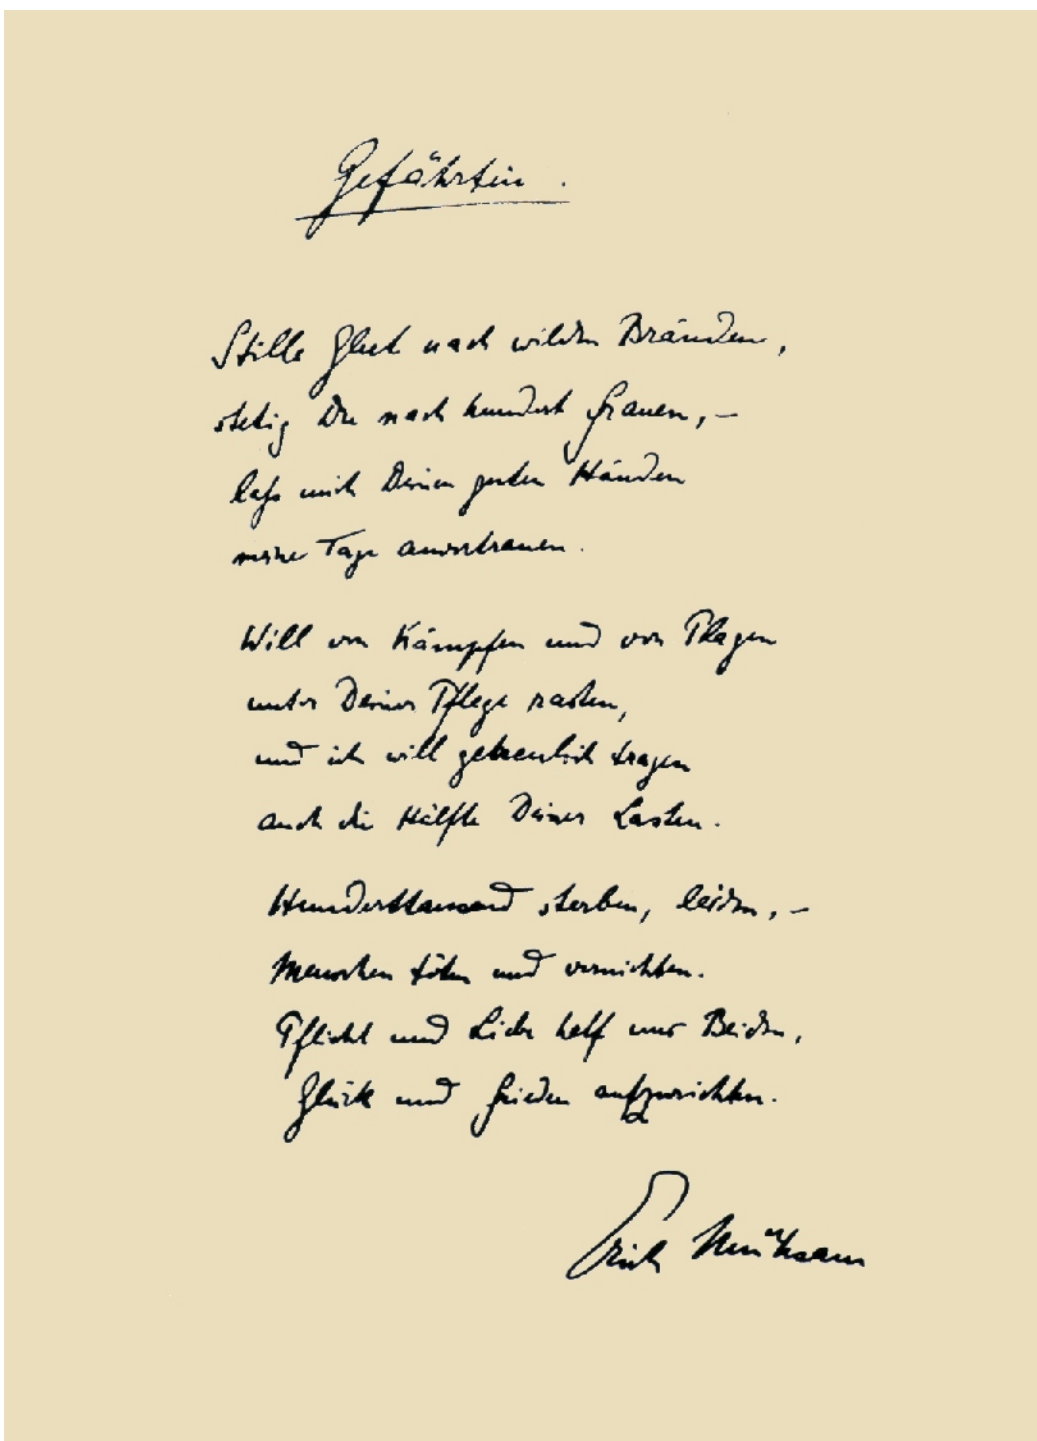 Gefährtin.
Stille Glut nach wilden Bränden,
stetig Du nach hundert Frauen, –
laß mich Deinen guten Händen
meine Tage anvertrauen.
Will von Kämpfen und von Plagen
unter Deiner Pflege rasten,
und ich will getreulich tragen
auch die Hälfte Deiner Lasten.
Hunderttausend sterben, leiden, –
Menschen töten und vernichten.
Pflicht und Liebe helf uns Beiden,
Glück und Frieden aufzurichten.
Erich Mühsam